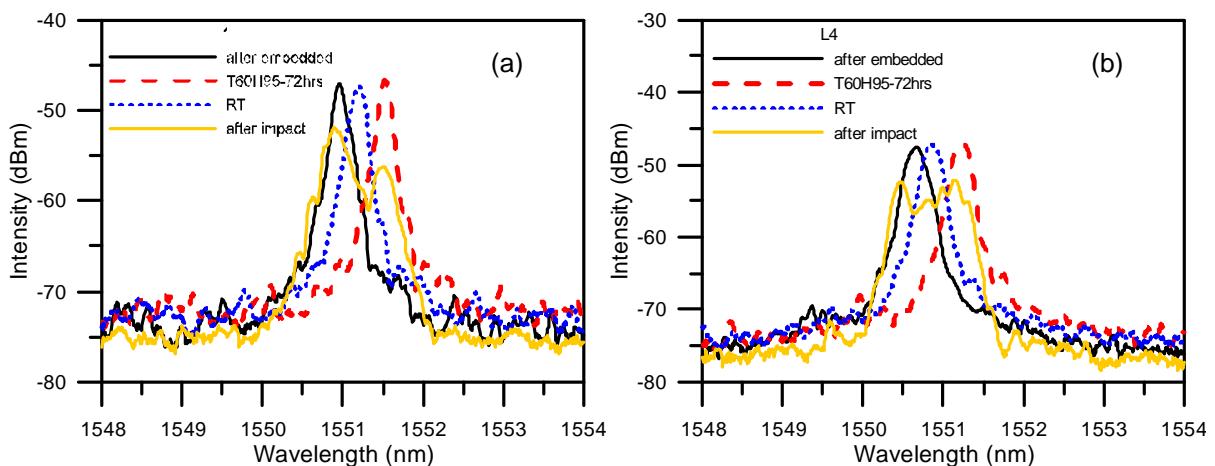 -40
-50
-60
-70
-80
Intensity (dBm)
after embedded
T60H95-72hrs
RT
after impact
(a)
1548 1549 1550 1551 1552 1553 1554
Wavelength (nm)
-30
-40
-50
-60
-70
-80
Intensity (dBm)
L4
after embedded
T60H95-72hrs
RT
after impact
(b)
1548 1549 1550 1551 1552 1553 1554
Wavelength (nm)